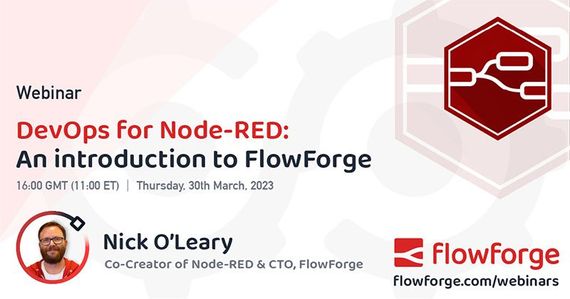 Webinar
DevOps for Node-RED:
An introduction to FlowForge
16:00 GMT (11:00 ET) | Thursday, 30th March, 2023
Nick O'Leary
Co-Creator of Node-RED & CTO, FlowForge
flowforge
flowforge.com/webinars